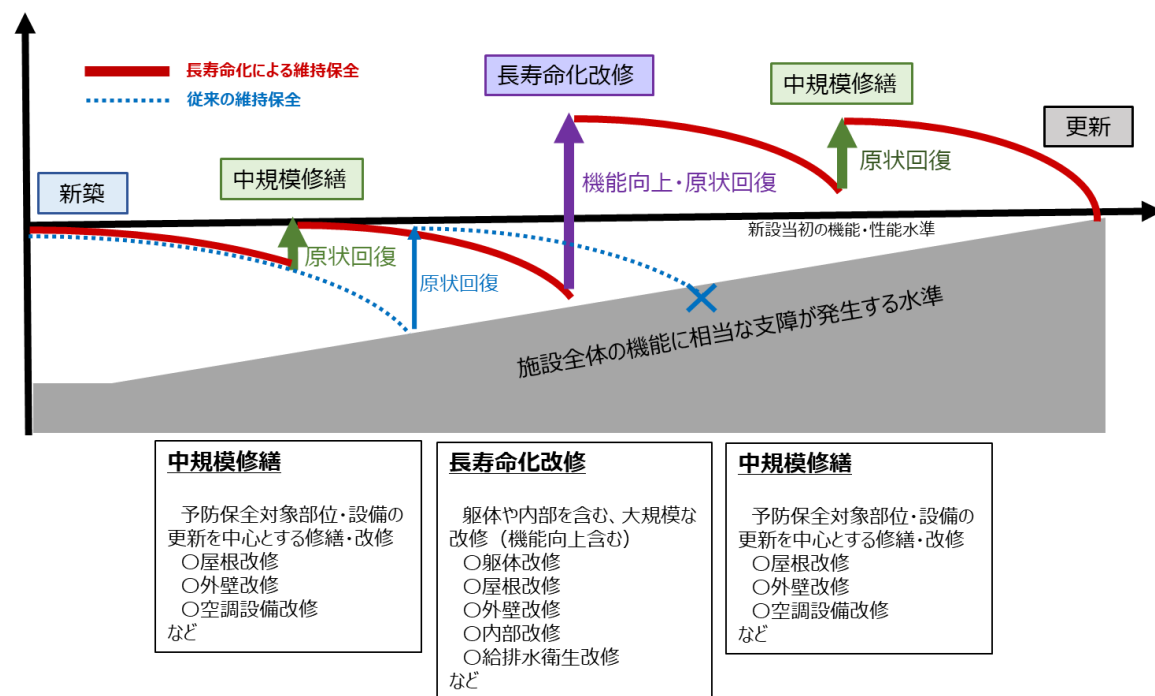 長寿命化による維持保全
従来の維持保全
長寿命化改修
中規模修繕
更新
新築
中規模修繕
原状回復
機能向上・原状回復
原状回復
原状回復
新設当初の機能・性能水準
施設全体の機能に相当な支障が発生する水準
中規模修繕
予防保全対象部位・設備の
更新を中心とする修繕・改修
〇屋根改修
〇外壁改修
〇空調設備改修
など
長寿命化改修
躯体や内部を含む、大規模な
改修（機能向上含む）
〇躯体改修
〇屋根改修
〇外壁改修
〇内部改修
〇給排水衛生改修
など
中規模修繕
予防保全対象部位・設備の
更新を中心とする修繕・改修
〇屋根改修
〇外壁改修
〇空調設備改修
など